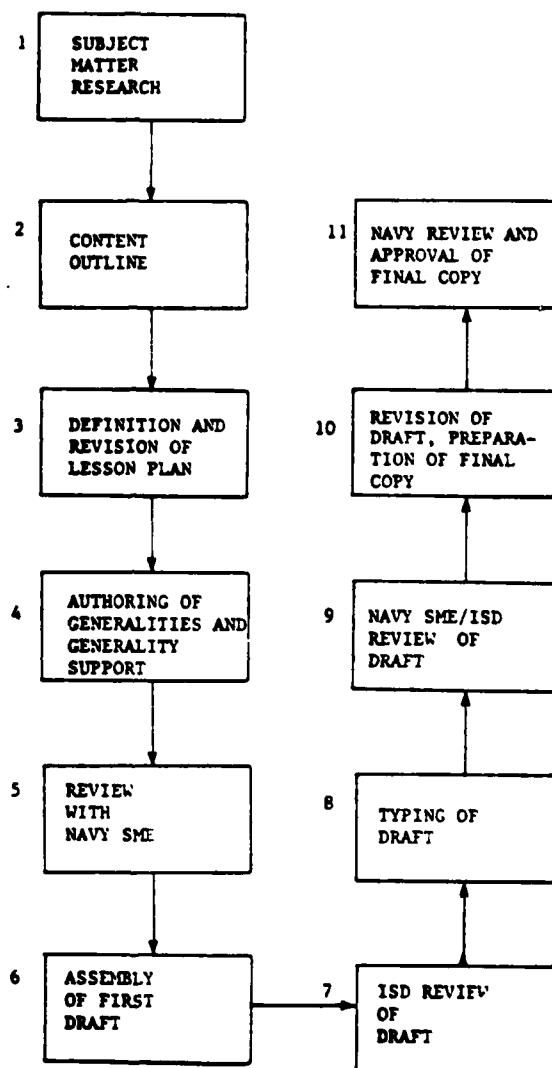 1 SUBJECT
MATTER
RESEARCH
2 CONTENT
OUTLINE
3 DEFINITION AND
REVISION OF
LESSON PLAN
4 AUTHORING OF
GENERALITIES AND
GENERALITY
SUPPORT
5 REVIEW
WITH
NAVY SME
6 ASSEMBLY
OF FIRST
DRAFT
7 ISD REVIEW
OF
DRAFT
8 TYPING OF
DRAFT
9 NAVY SME/ISD
REVIEW OF
DRAFT
10 REVISION OF
DRAFT, PREPARA-
TION OF FINAL
COPY
11 NAVY REVIEW AND
APPROVAL OF
FINAL COPY